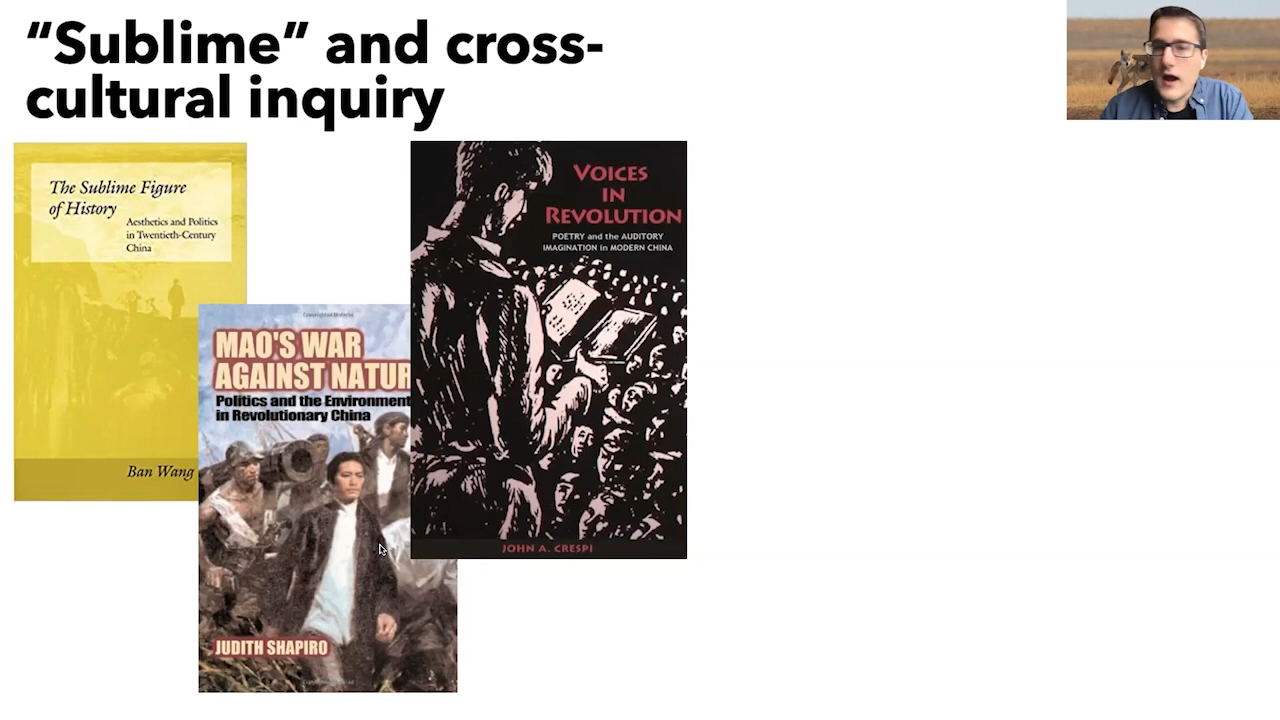 “Sublime” and cross-
cultural inquiry
The Sublime Figure
of History
Aesthetics and Politics
in Twentieth-Century
China
Ban Wang
MAO'S WAR
AGAINST NATUR
Politics and the Environment
in Revolutionary China
JUDITH SHAPIRO
VOICES
IN
REVOLUTION
POETRY and the AUDITORY
IMAGINATION in MODERN CHINA
JOHN A. CRESPI